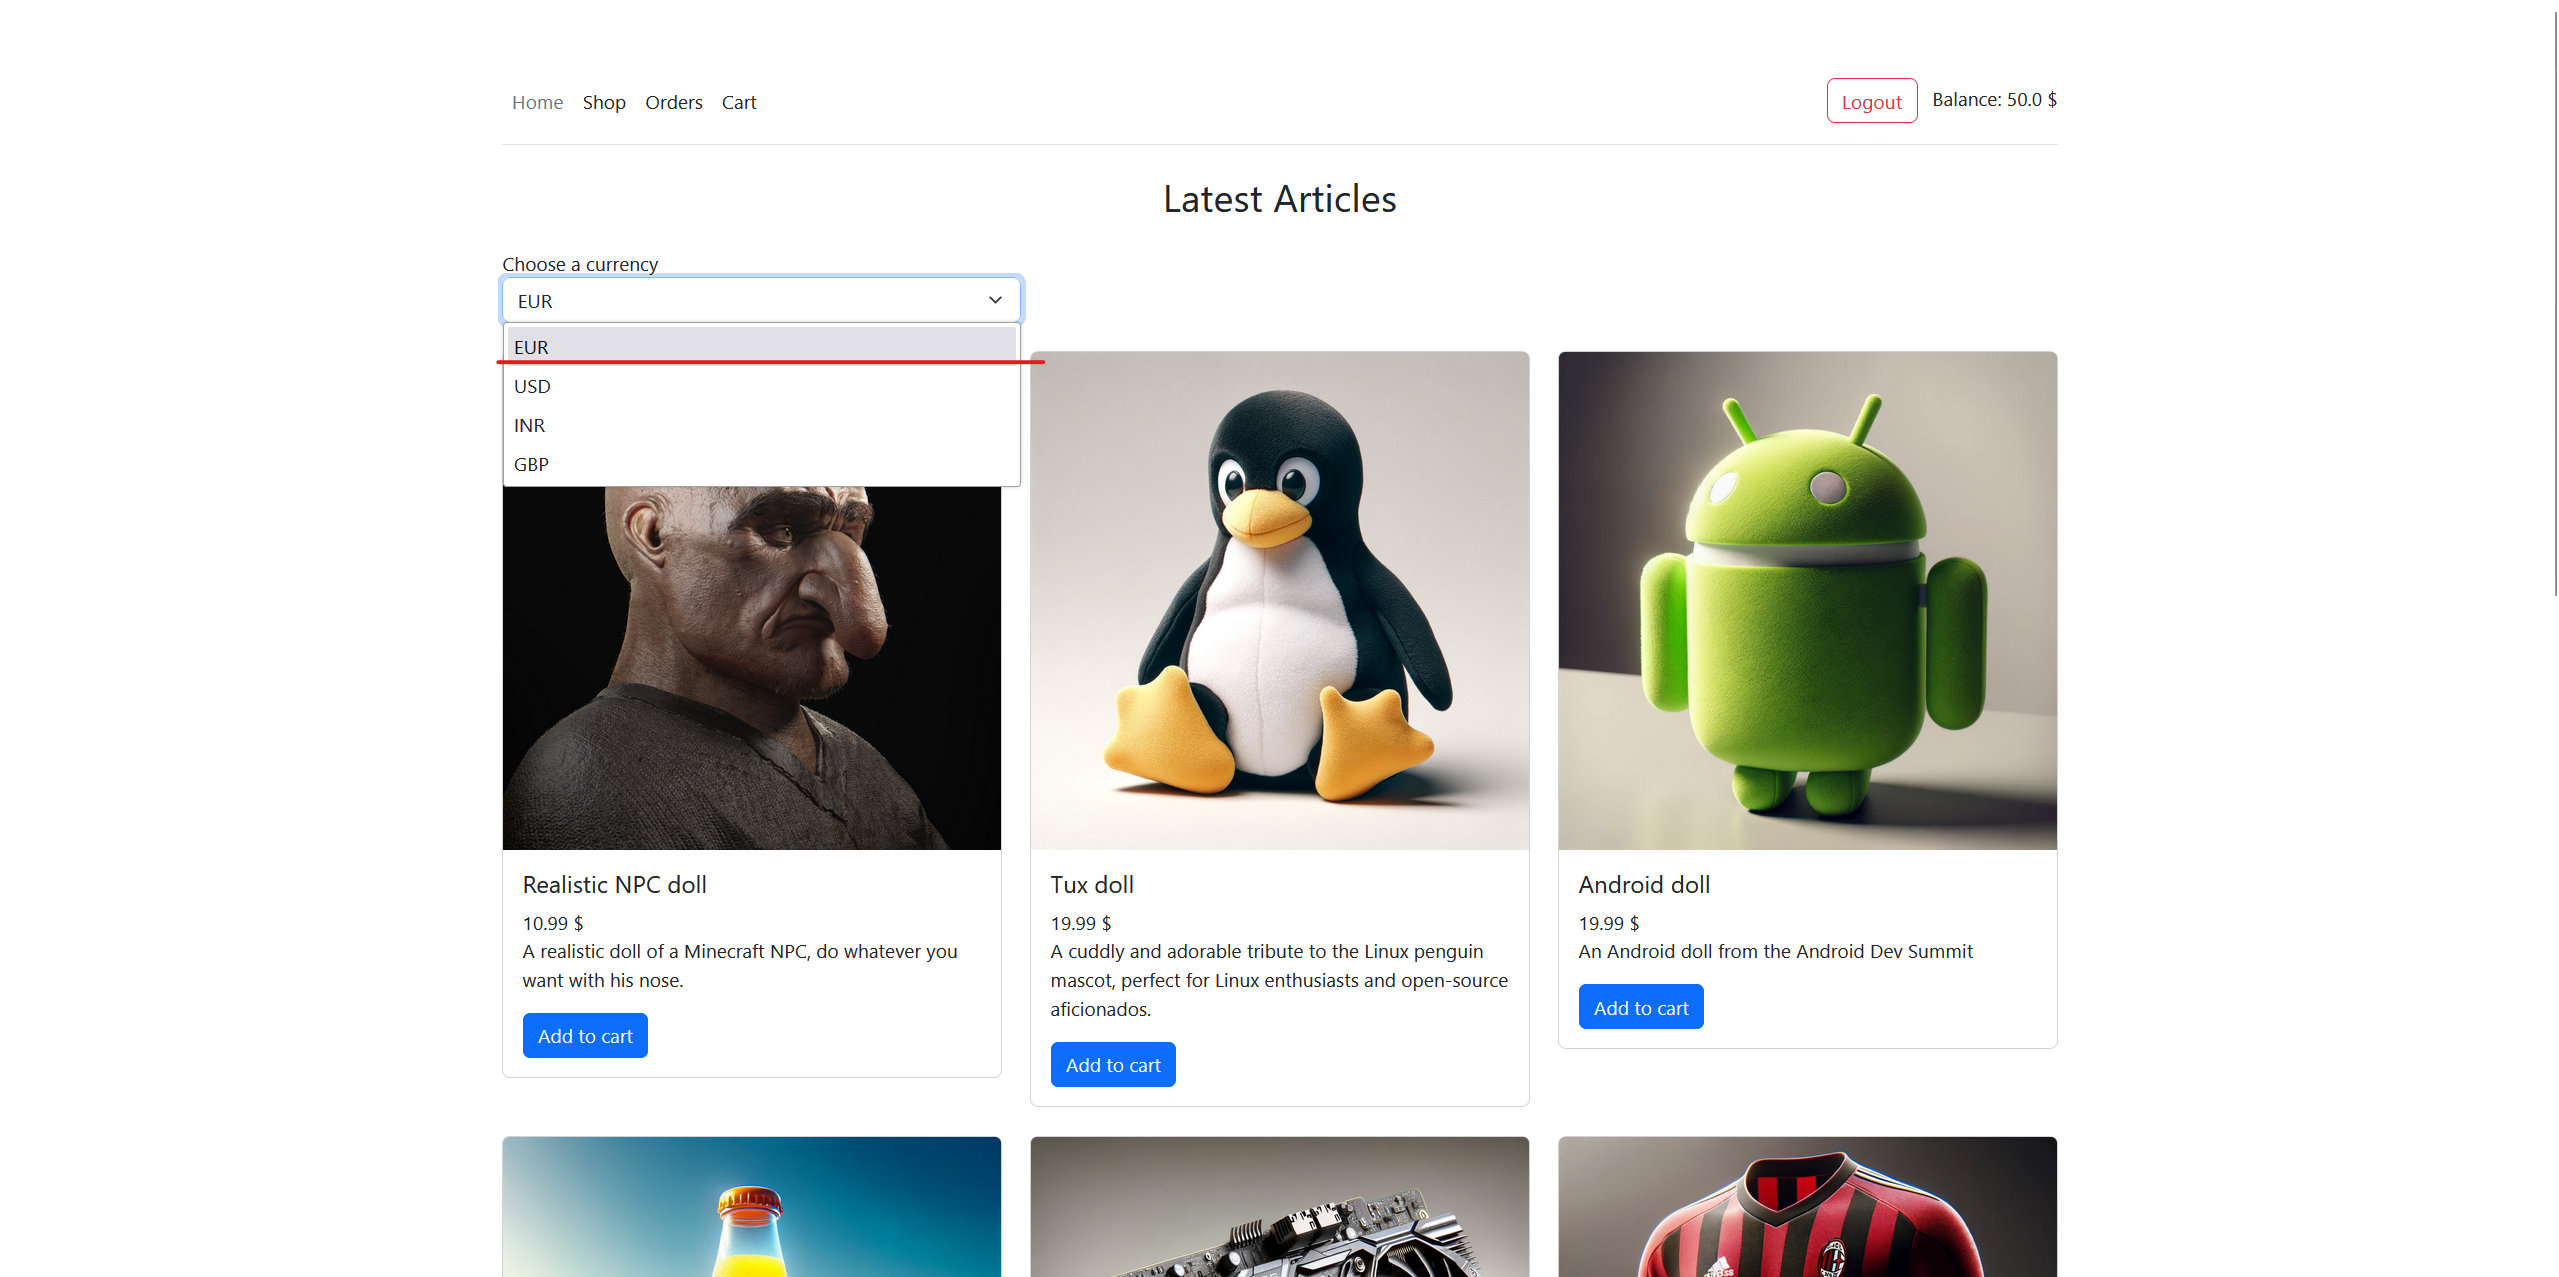 Home Shop Orders Cart Logout Balance: 50.0 $
Latest Articles
Choose a currency
EUR
EUR
USD
INR
GBP
Realistic NPC doll
10.99 $
A realistic doll of a Minecraft NPC, do whatever you
want with his nose.
Add to cart
Tux doll
19.99 $
A cuddly and adorable tribute to the Linux penguin
mascot, perfect for Linux enthusiasts and open-source
aficionados.
Add to cart
Android doll
19.99 $
An Android doll from the Android Dev Summit
Add to cart